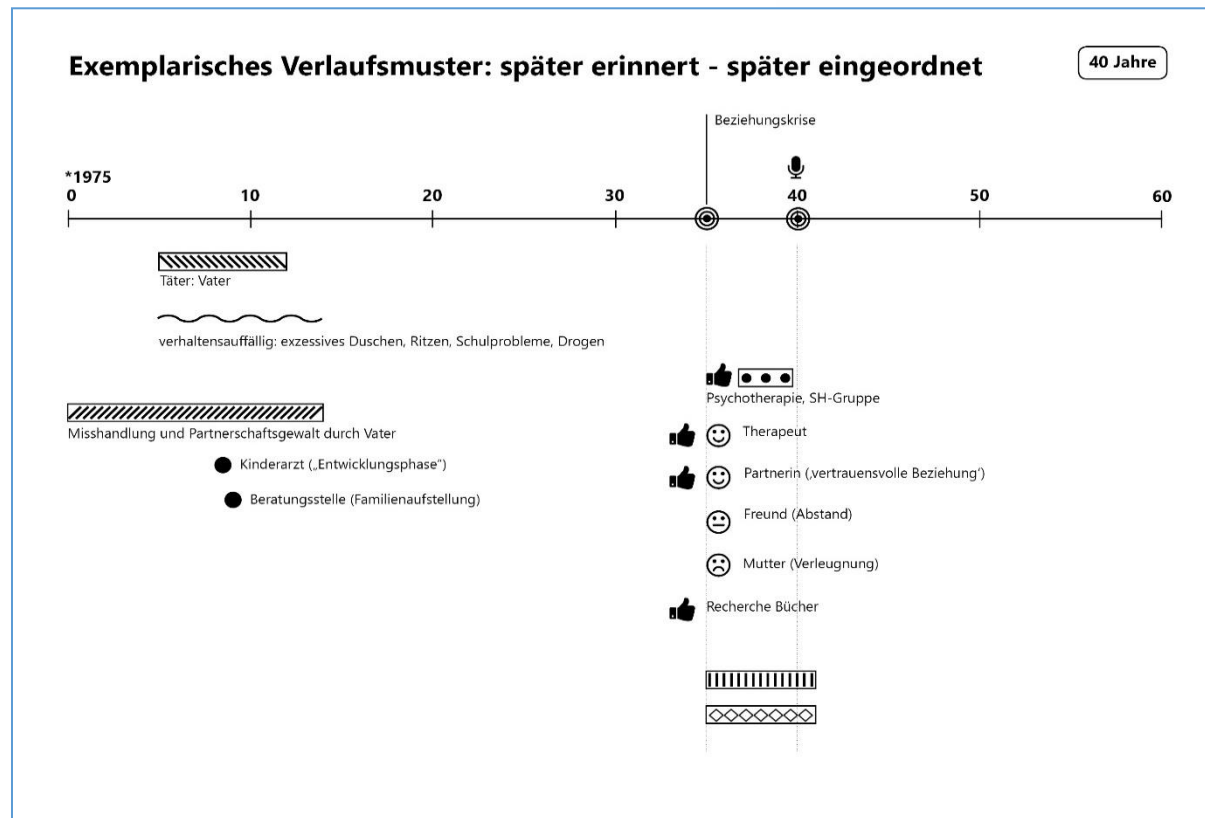 Exemplarisches Verlaufsmuster: später erinnert - später eingeordnet
40 Jahre
Beziehungskrise
*1975
0 10 20 30 40 50 60
Täter: Vater
verhaltensauffällig: exzessives Duschen, Ritzen, Schulprobleme, Drogen
Psychotherapie, SH-Gruppe
Misshandlung und Partnerschaftsgewalt durch Vater
Therapeut
Kinderarzt („Entwicklungsphase“)
Partnerin (‚vertrauensvolle Beziehung‘)
Beratungsstelle (Familienaufstellung)
Freund (Abstand)
Mutter (Verleugnung)
Recherche Bücher